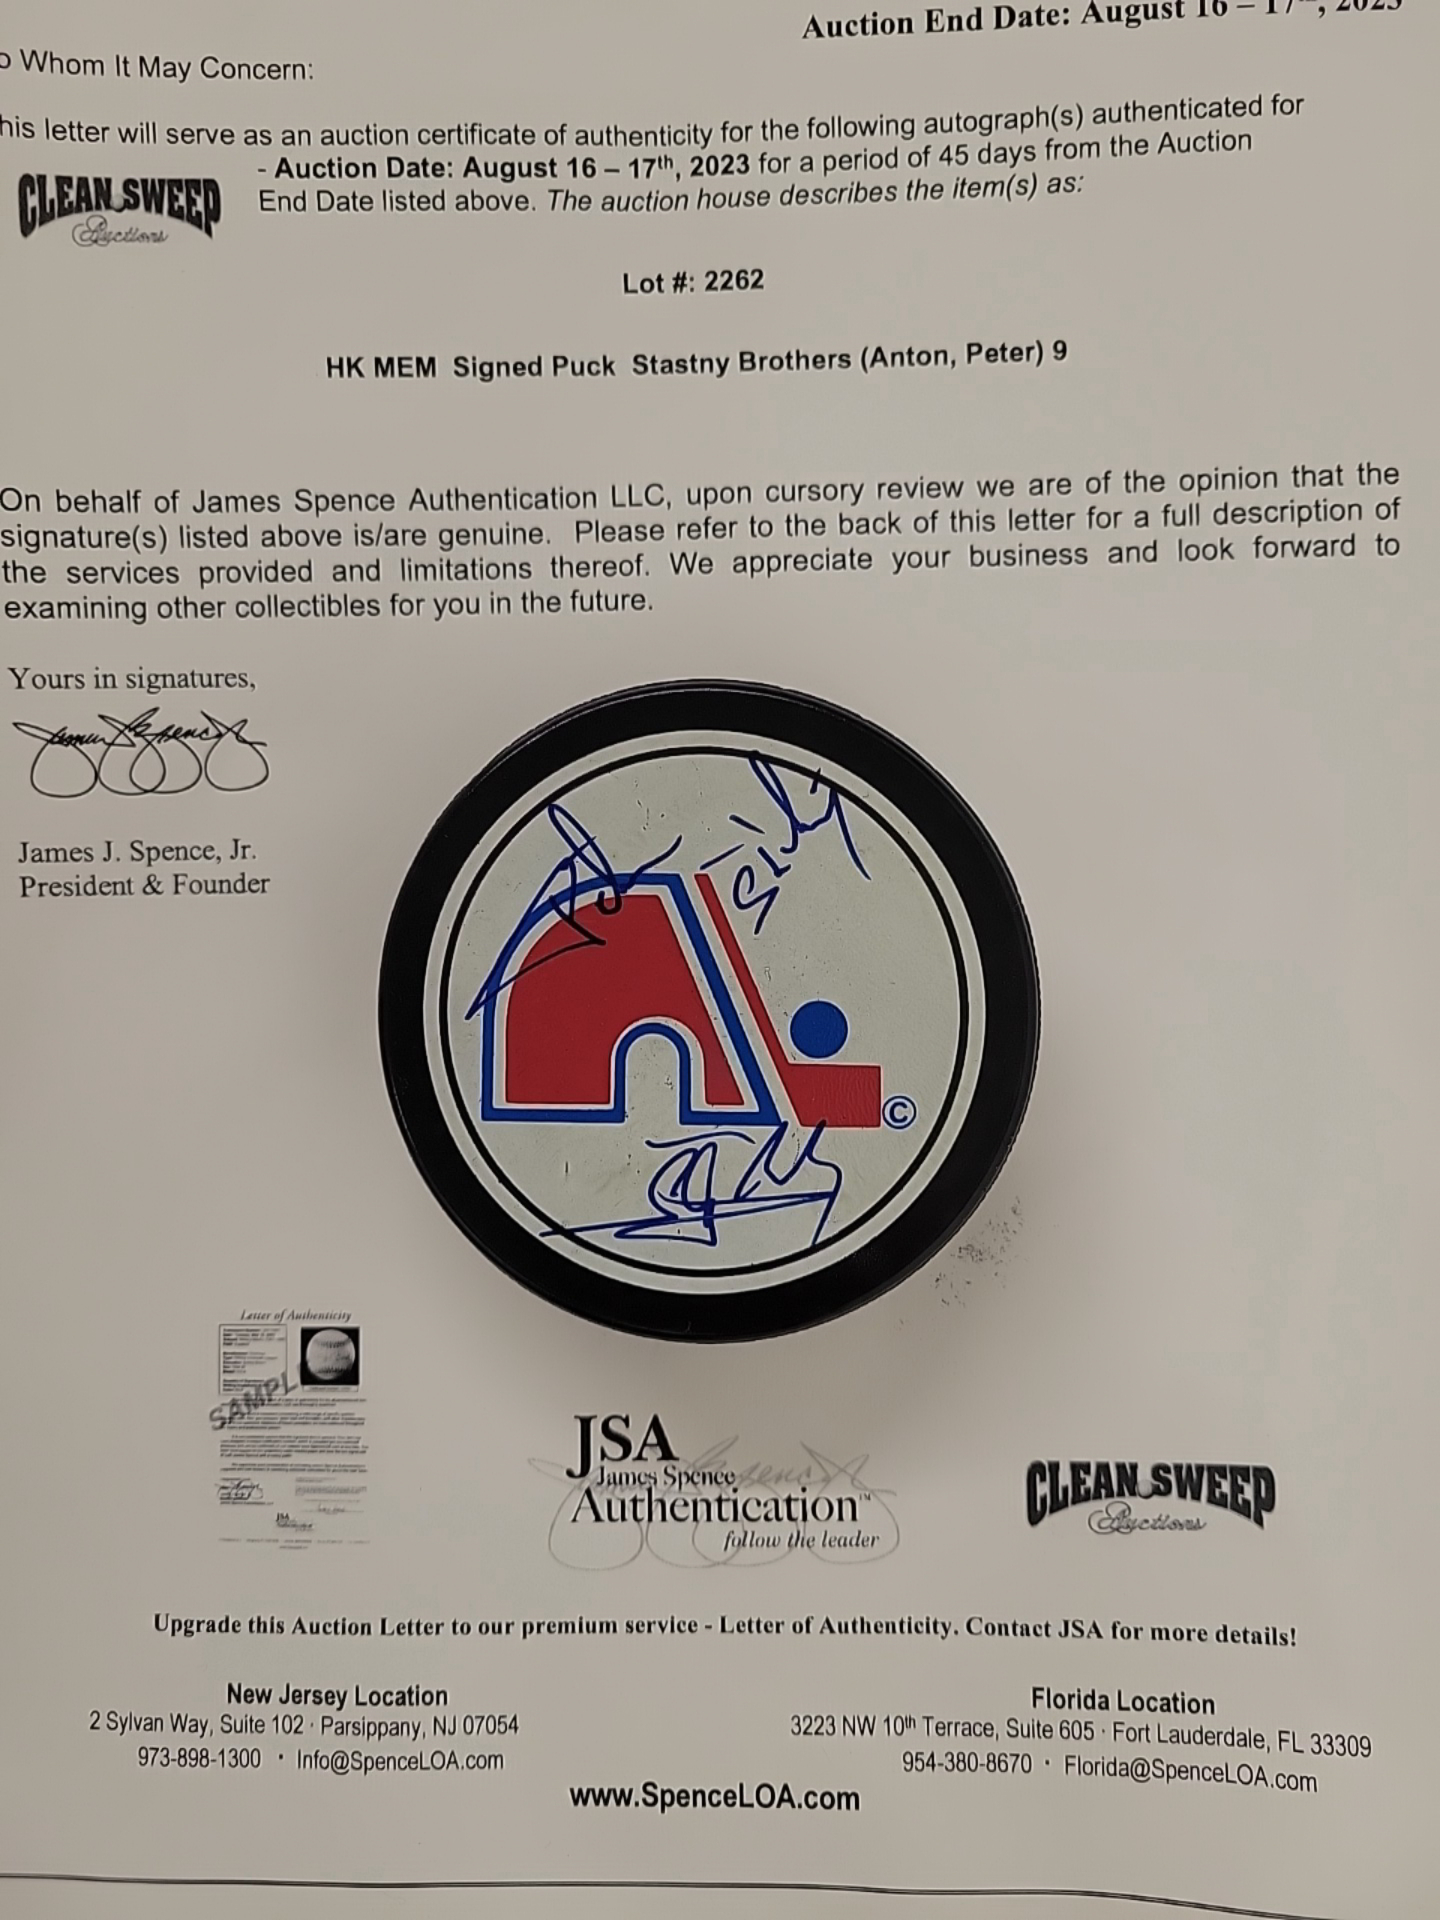 Auction End Date: August 16 – 17th, 2023
o Whom It May Concern:
his letter will serve as an auction certificate of authenticity for the following autograph(s) authenticated for
CLEAN SWEEP
Auctions
- Auction Date: August 16 – 17th, 2023 for a period of 45 days from the Auction
End Date listed above. The auction house describes the item(s) as:
Lot #: 2262
HK MEM Signed Puck Stastny Brothers (Anton, Peter) 9
On behalf of James Spence Authentication LLC, upon cursory review we are of the opinion that the
signature(s) listed above is/are genuine. Please refer to the back of this letter for a full description of
the services provided and limitations thereof. We appreciate your business and look forward to
examining other collectibles for you in the future.
Yours in signatures,
James J. Spence, Jr.
President & Founder
©
Letter of Authenticity
SAMPLE
JSA
James Spence
Authentication™
follow the leader
CLEAN SWEEP
Auctions
Upgrade this Auction Letter to our premium service - Letter of Authenticity. Contact JSA for more details!
New Jersey Location
2 Sylvan Way, Suite 102 · Parsippany, NJ 07054
973-898-1300 · Info@SpenceLOA.com
Florida Location
3223 NW 10th Terrace, Suite 605 · Fort Lauderdale, FL 33309
954-380-8670 · Florida@SpenceLOA.com
www.SpenceLOA.com